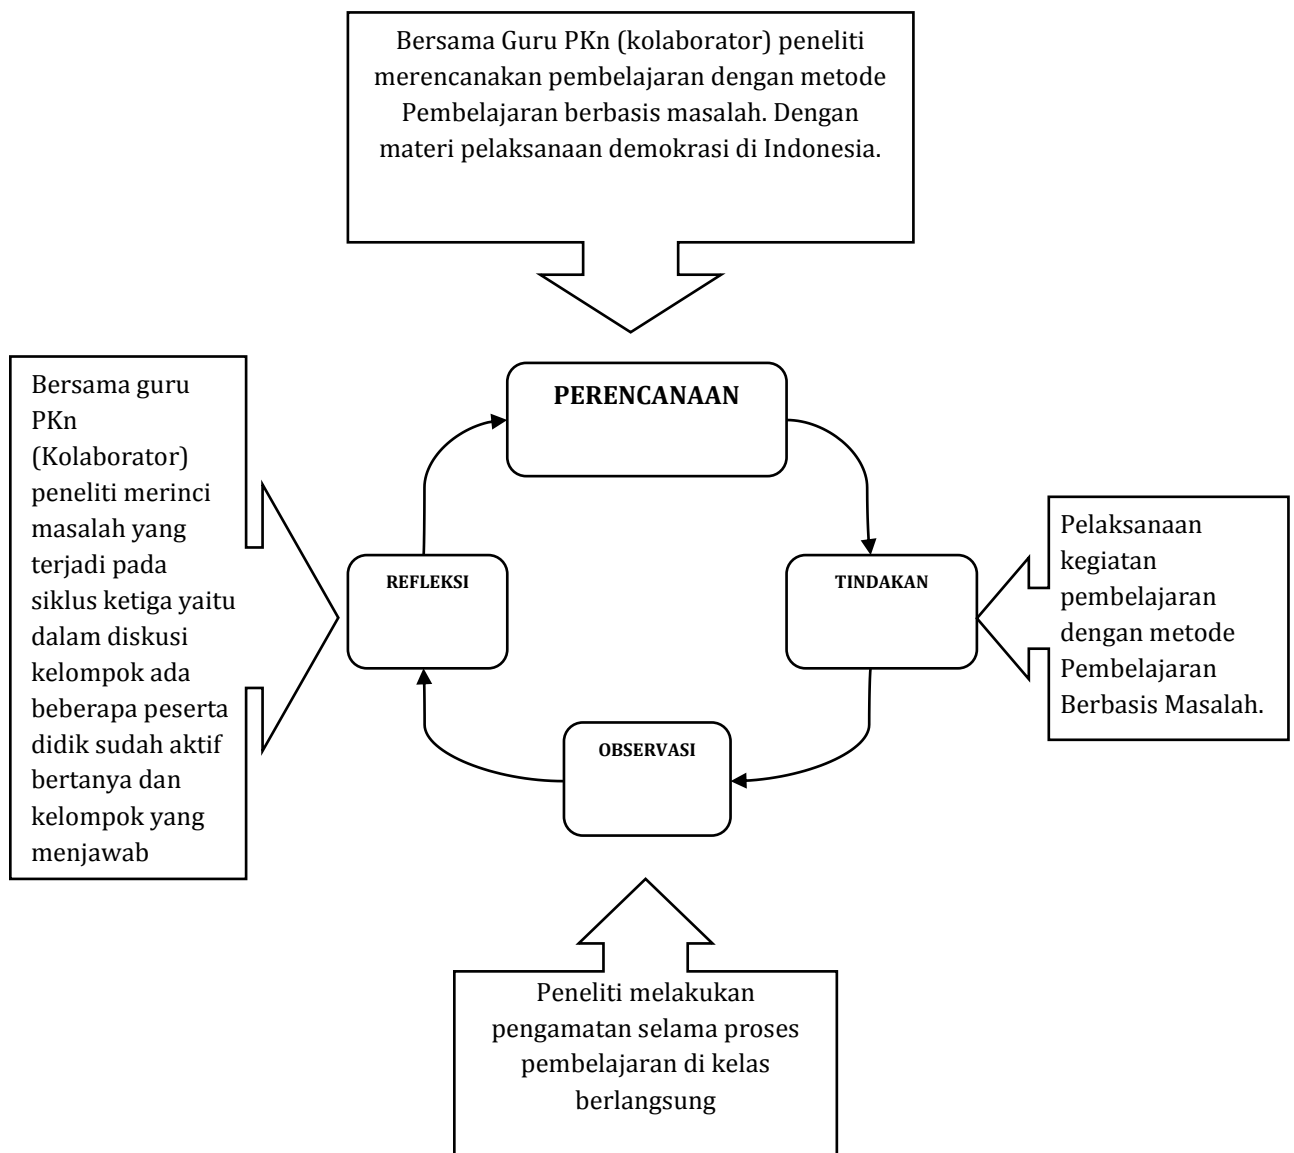 Bersama Guru PKn (kolaborator) peneliti
merencanakan pembelajaran dengan metode
Pembelajaran berbasis masalah. Dengan
materi pelaksanaan demokrasi di Indonesia.
PERENCANAAN
Bersama guru
PKn
(Kolaborator)
peneliti merinci
masalah yang
terjadi pada
siklus ketiga yaitu
dalam diskusi
kelompok ada
beberapa peserta
didik sudah aktif
bertanya dan
kelompok yang
menjawab
REFLEKSI
TINDAKAN
Pelaksanaan
kegiatan
pembelajaran
dengan metode
Pembelajaran
Berbasis Masalah.
OBSERVASI
Peneliti melakukan
pengamatan selama proses
pembelajaran di kelas
berlangsung